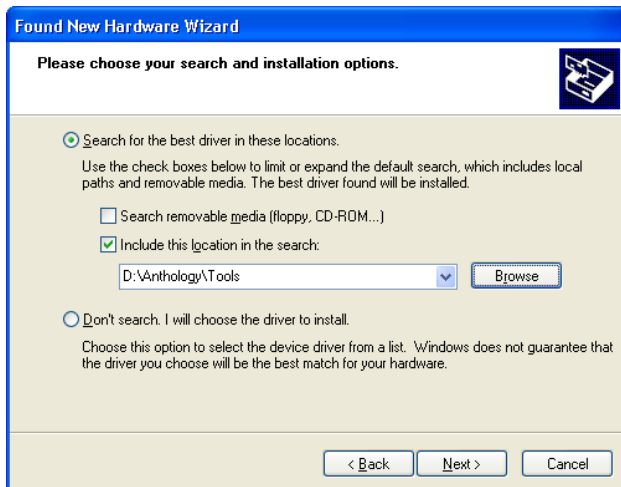 Found New Hardware Wizard
Please choose your search and installation options.
Search for the best driver in these locations.
Use the check boxes below to limit or expand the default search, which includes local
paths and removable media. The best driver found will be installed.
Search removable media (floppy, CD-ROM...)
Include this location in the search:
D:\Anthology\Tools
Browse
Don't search. I will choose the driver to install.
Choose this option to select the device driver from a list. Windows does not guarantee that
the driver you choose will be the best match for your hardware.
< Back Next > Cancel